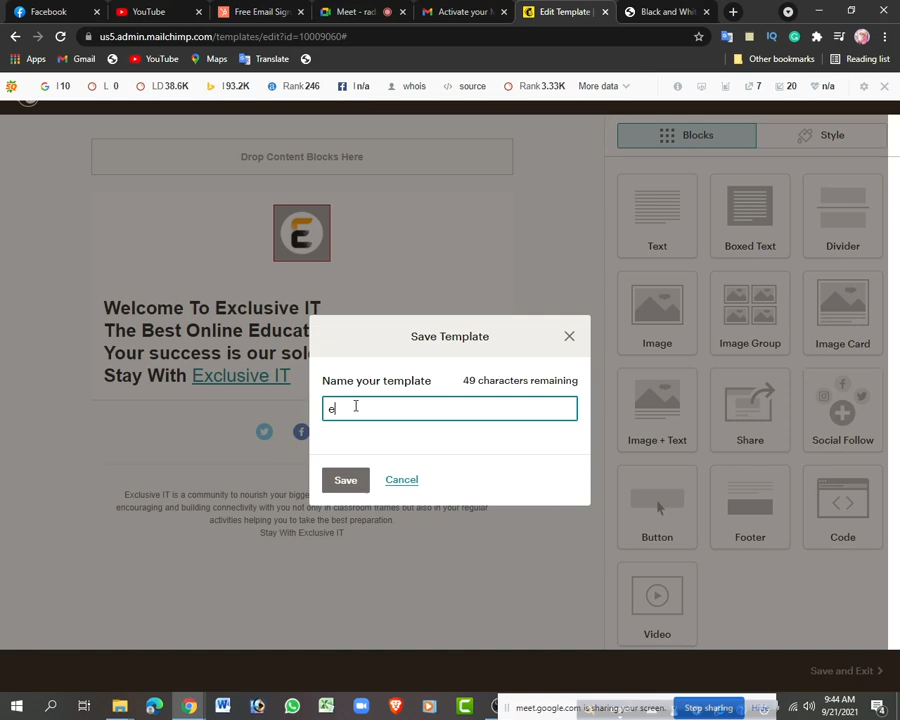 Facebook
YouTube
Free Email Sign
Meet - rad
Activate your M
Edit Template |
Black and Whit
us5.admin.mailchimp.com/templates/edit?id=10009060#
Apps
Gmail
YouTube
Maps
Translate
Other bookmarks
Reading list
I 10
L 0
LD 38.6K
I 93.2K
Rank 246
I n/a
whois
source
Rank 3.33K
More data
7
20
n/a
Drop Content Blocks Here
Blocks
Style
E
Welcome To Exclusive IT
The Best Online Educat
Your success is our sol
Stay With Exclusive IT
Save Template
Name your template
49 characters remaining
e
Save
Cancel
Exclusive IT is a community to nourish your bigges
encouraging and building connectivity with you not only in classroom frames but also in your regular
activities helping you to take the best preparation.
Stay With Exclusive IT
Text
Boxed Text
Divider
Image
Image Group
Image Card
Image + Text
Share
Social Follow
Button
Footer
Code
Video
Save and Exit
meet.google.com is sharing your screen.
Stop sharing
Hide
9:44 AM
9/21/2021
4